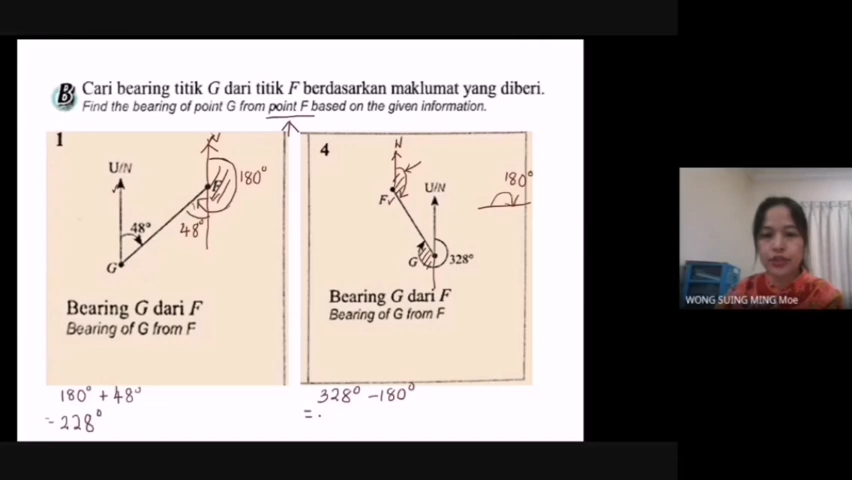 B Cari bearing titik G dari titik F berdasarkan maklumat yang diberi.
Find the bearing of point G from point F based on the given information.
1
U/N
48°
G
N
F
180°
48°
Bearing G dari F
Bearing of G from F
180° + 48°
= 228°
4
N
F
U/N
G
328°
180°
Bearing G dari F
Bearing of G from F
328° - 180°
=
WONG SUING MING Moe